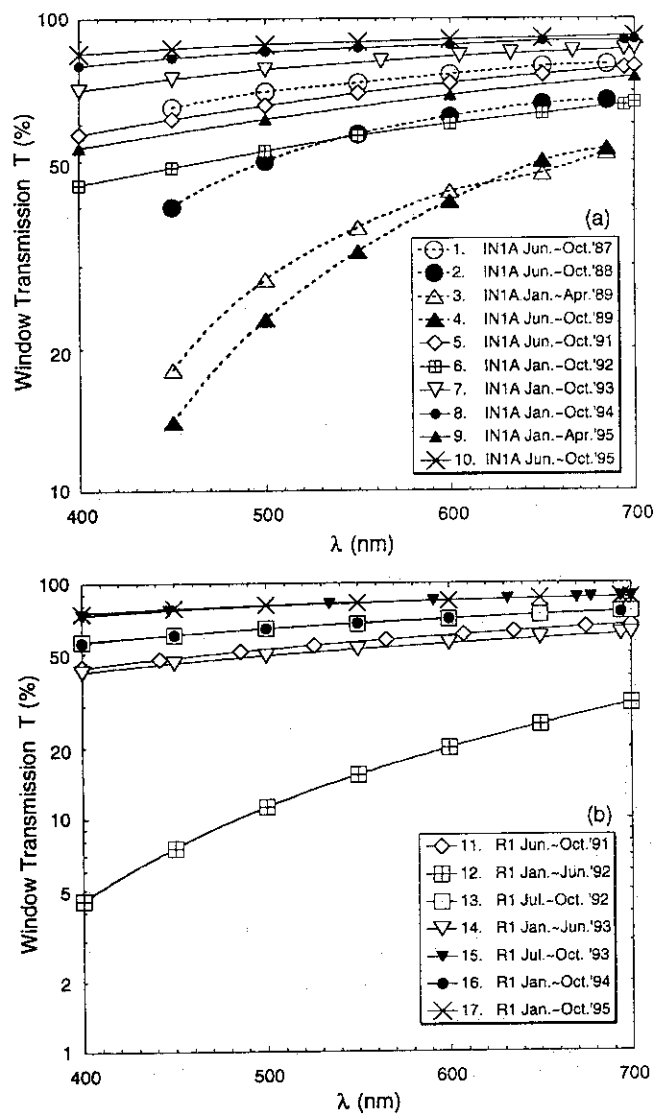 100
50
20
10
Window Transmission T (%)
(a)
1. IN1A Jun.~Oct.'87
2. IN1A Jun.~Oct.'88
3. IN1A Jan.~Apr.'89
4. IN1A Jun.~Oct.'89
5. IN1A Jun.~Oct.'91
6. IN1A Jan.~Oct.'92
7. IN1A Jan.~Oct.'93
8. IN1A Jan.~Oct.'94
9. IN1A Jan.~Apr.'95
10. IN1A Jun.~Oct.'95
400 500 600 700
λ (nm)
100
50
20
10
5
2
1
Window Transmission T (%)
(b)
11. R1 Jun.~Oct.'91
12. R1 Jan.~Jun.'92
13. R1 Jul.~Oct.'92
14. R1 Jan.~Jun.'93
15. R1 Jul.~Oct.'93
16. R1 Jan.~Oct.'94
17. R1 Jan.~Oct.'95
400 500 600 700
λ (nm)